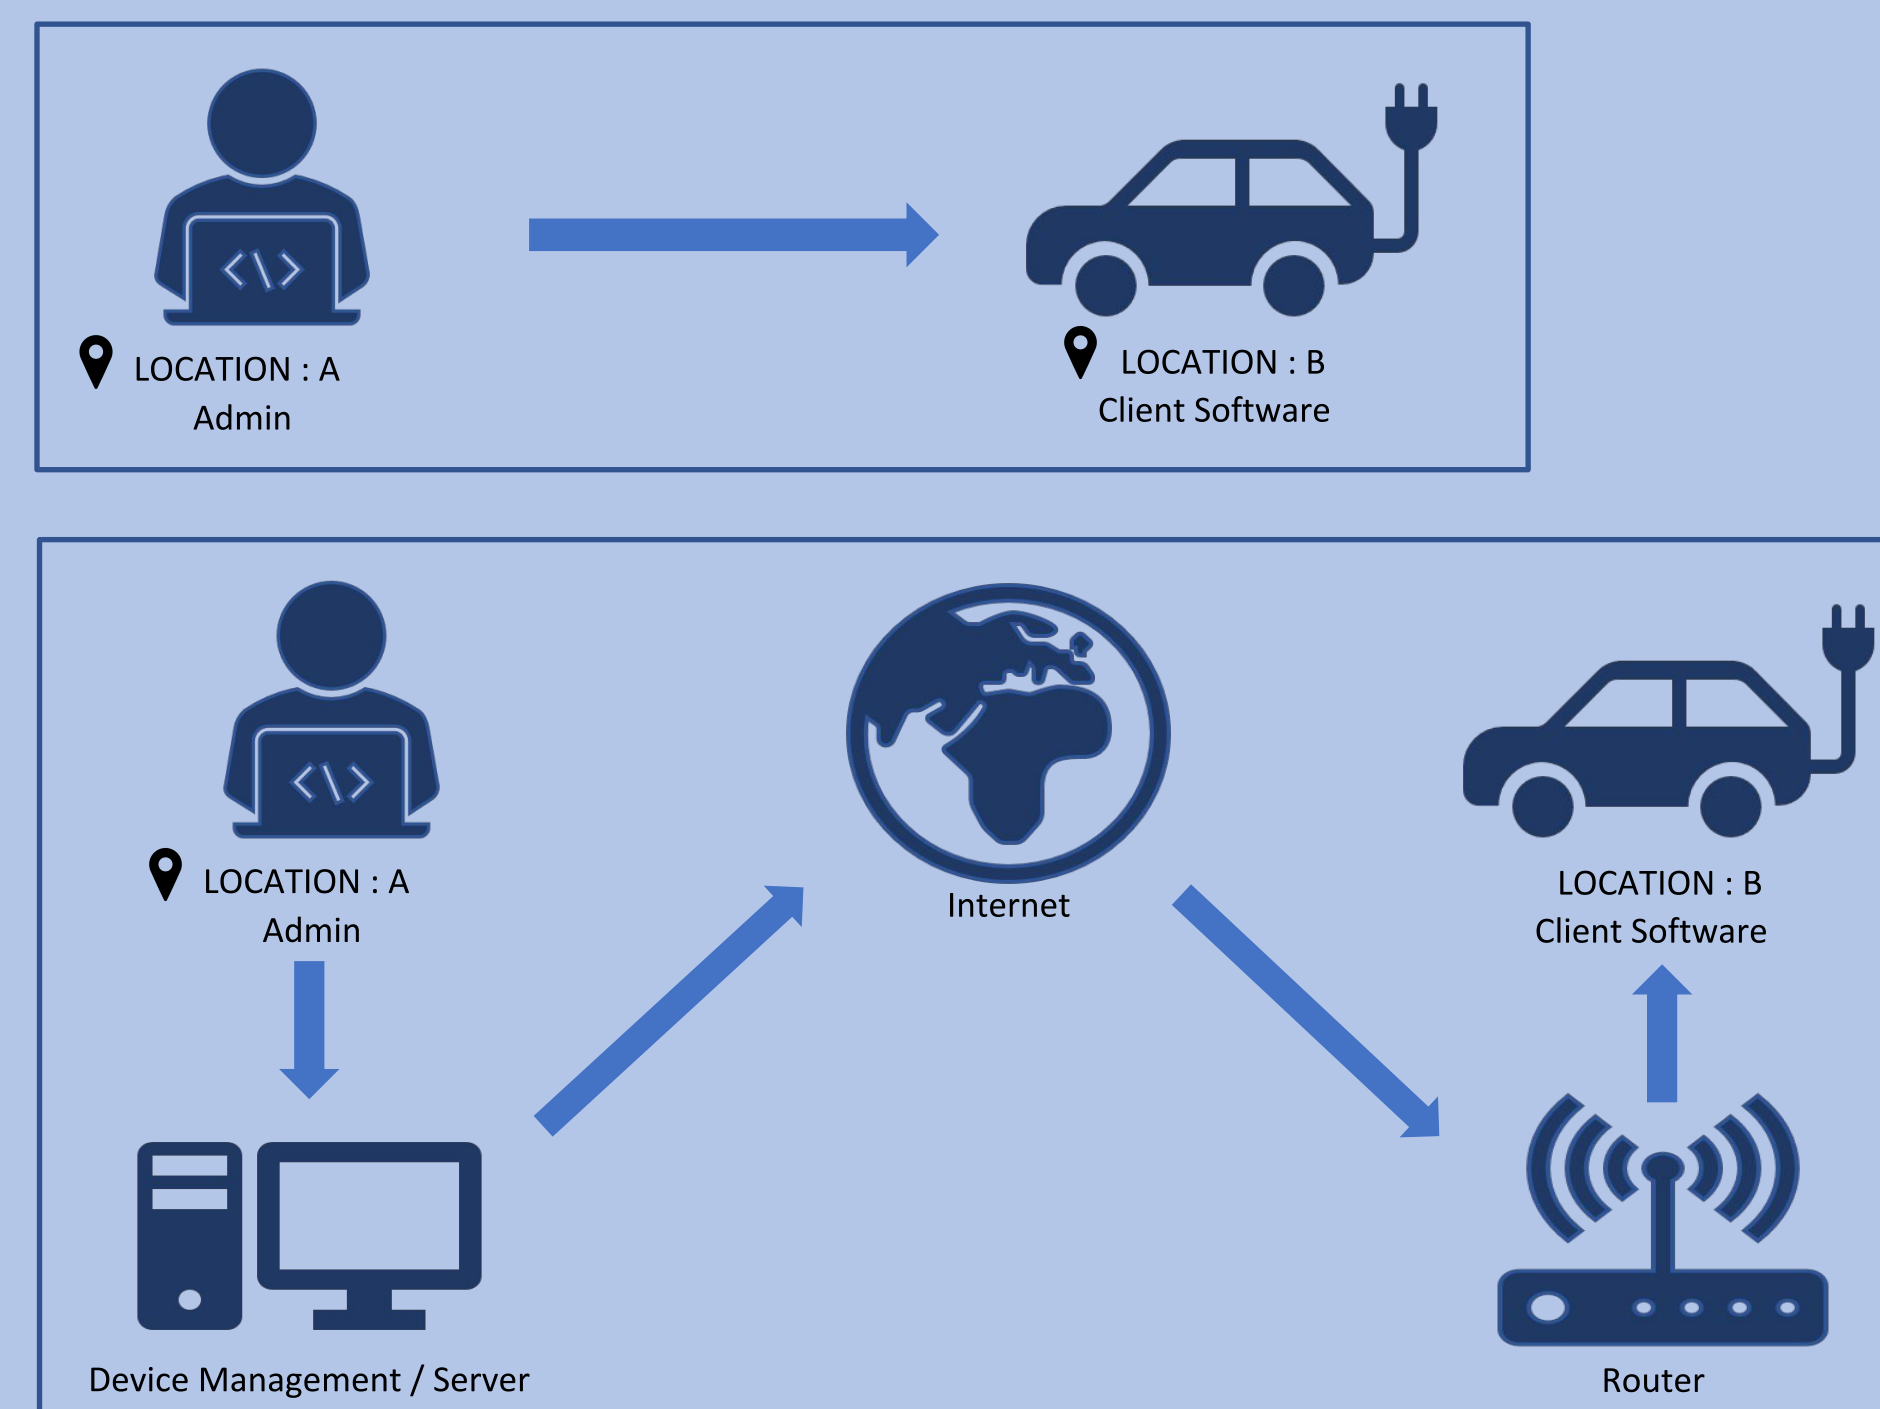 LOCATION : A
Admin
LOCATION : B
Client Software
LOCATION : A
Admin
Internet
LOCATION : B
Client Software
Device Management / Server
Router